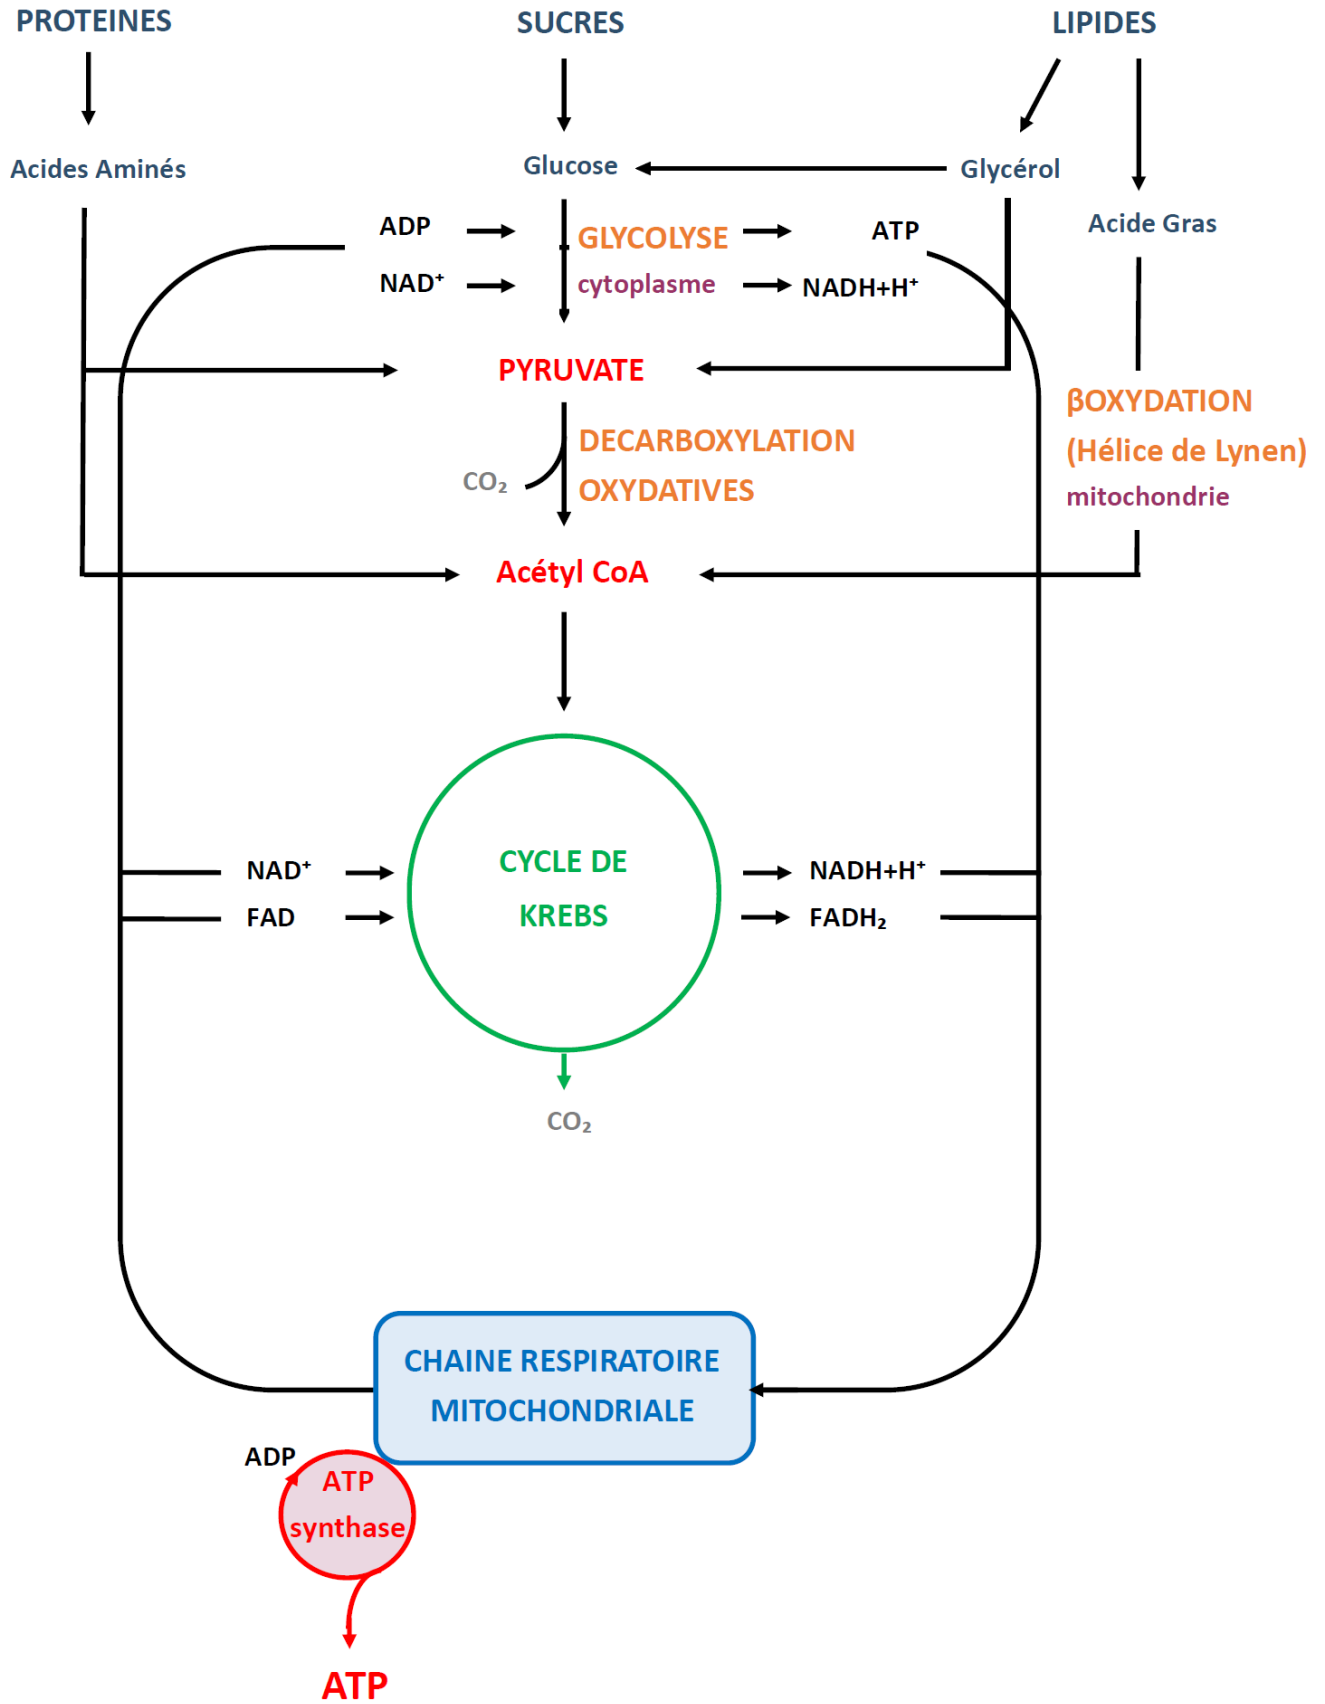 PROTEINES
SUCRES
LIPIDES
Acides Aminés
Glucose
Glycérol
Acide Gras
ADP
GLYCOLYSE
ATP
NAD⁺
cytoplasme
NADH+H⁺
PYRUVATE
βOXYDATION
(Hélice de Lynen)
mitochondrie
DECARBOXYLATION
OXYDATIVES
CO₂
Acétyl CoA
CYCLE DE
KREBS
NAD⁺
NADH+H⁺
FAD
FADH₂
CO₂
CHAINE RESPIRATOIRE
MITOCHONDRIALE
ADP
ATP
synthase
ATP